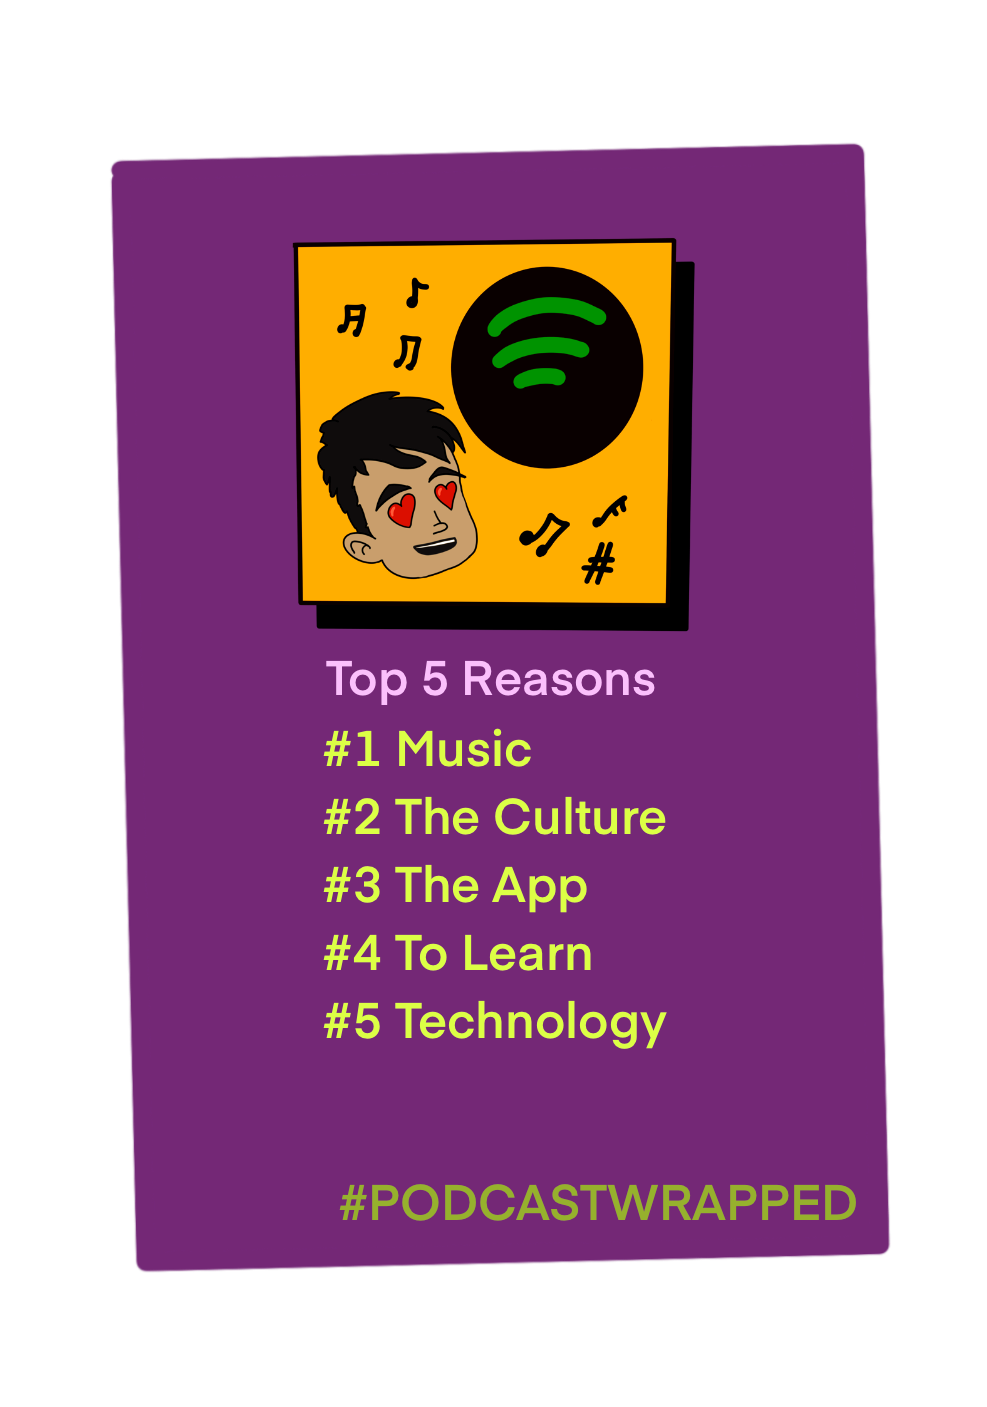 #
Top 5 Reasons
#1 Music
#2 The Culture
#3 The App
#4 To Learn
#5 Technology
#PODCASTWRAPPED